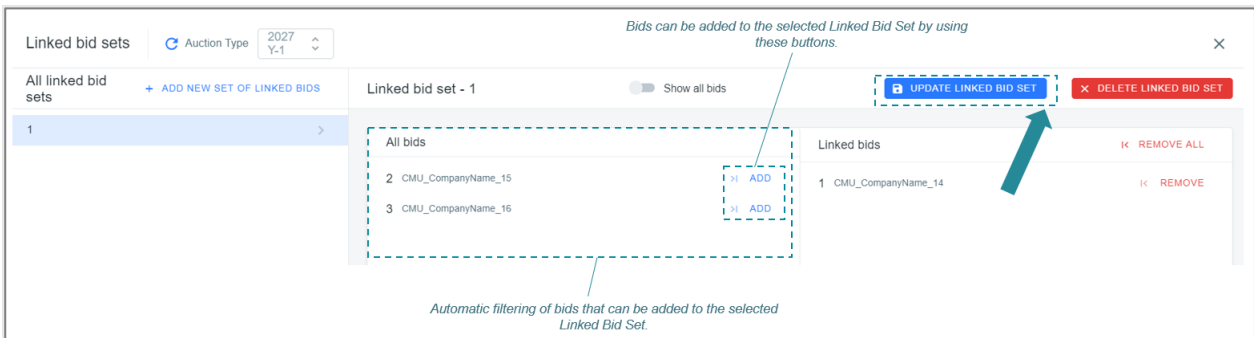 Bids can be added to the selected Linked Bid Set by using
these buttons.
Linked bid sets
Auction Type
2027
Y-1
All linked bid
sets
+ ADD NEW SET OF LINKED BIDS
Linked bid set - 1
Show all bids
UPDATE LINKED BID SET
DELETE LINKED BID SET
1
All bids
2 CMU_CompanyName_15
ADD
3 CMU_CompanyName_16
ADD
Linked bids
REMOVE ALL
1 CMU_CompanyName_14
REMOVE
Automatic filtering of bids that can be added to the selected
Linked Bid Set.